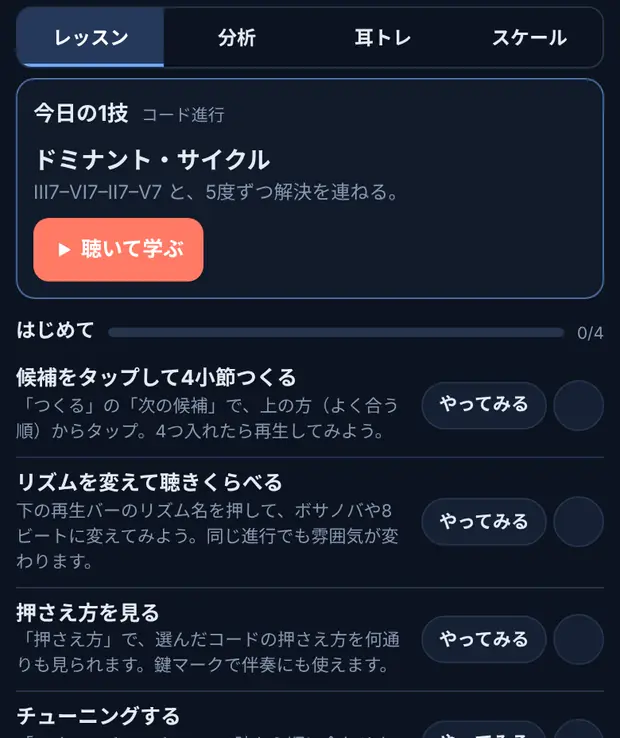 レッスン 分析 耳トレ スケール
今日の1技 コード進行
ドミナント・サイクル
III7–VI7–II7–V7 と、5度ずつ解決を連ねる。
▶ 聴いて学ぶ
はじめて 0/4
候補をタップして4小節つくる
「つくる」の「次の候補」で、上の方（よく合う
順）からタップ。4つ入れたら再生してみよう。
やってみる
リズムを変えて聴きくらべる
下の再生バーのリズム名を押して、ボサノバや8
ビートに変えてみよう。同じ進行でも雰囲気が変
わります。
やってみる
押さえ方を見る
「押さえ方」で、選んだコードの押さえ方を何通
りも見られます。鍵マークで伴奏にも使えます。
やってみる
チューニングする